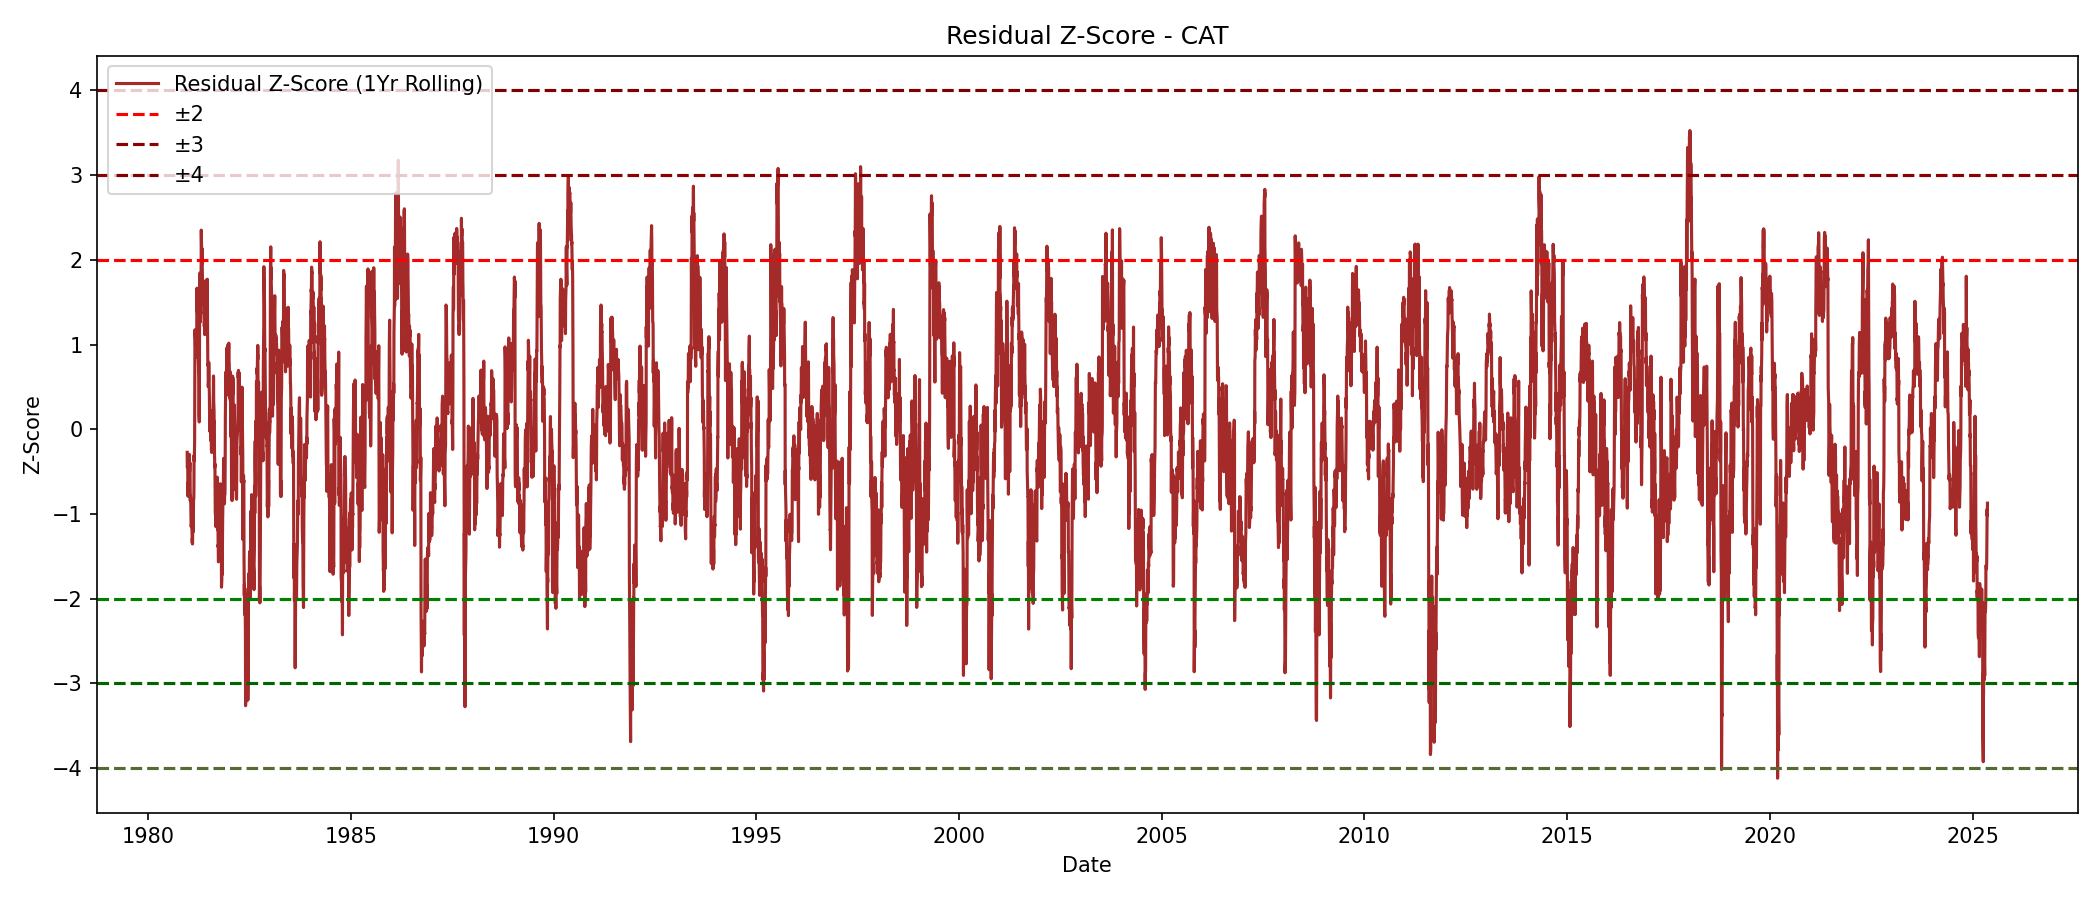 Residual Z-Score - CAT
Residual Z-Score (1Yr Rolling)
±2
±3
±4
4
3
2
1
0
−1
−2
−3
−4
Z-Score
1980 1985 1990 1995 2000 2005 2010 2015 2020 2025
Date